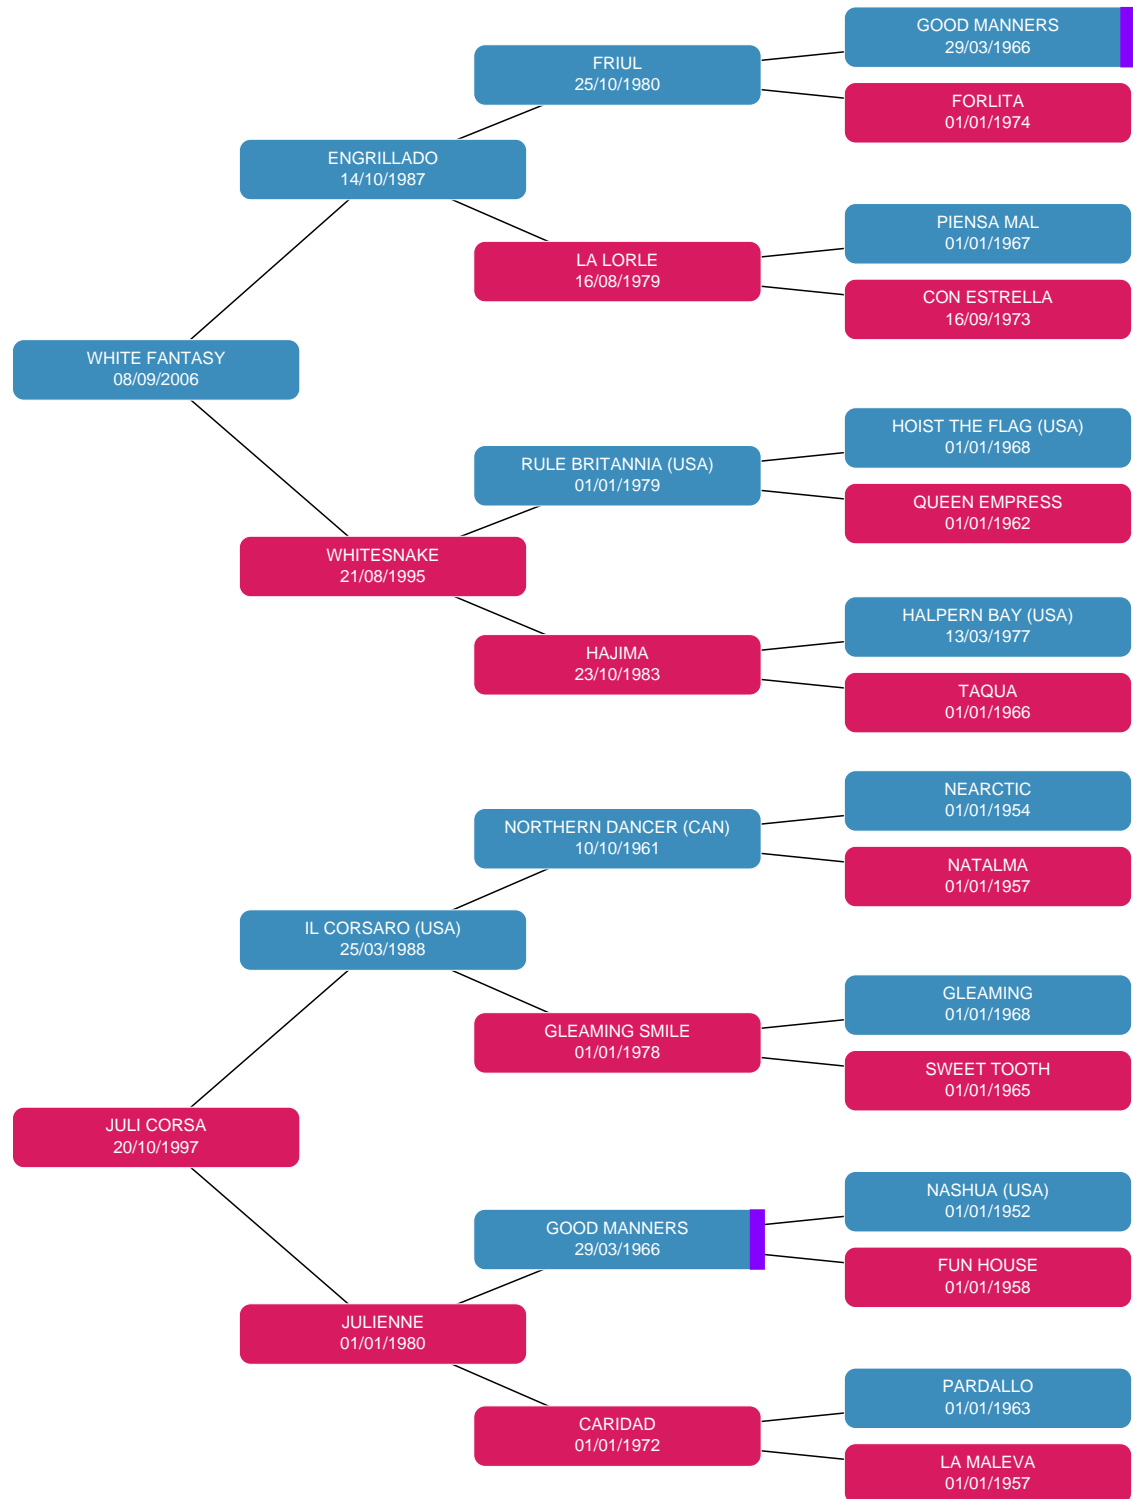 GOOD MANNERS
29/03/1966
FRIUL
25/10/1980
FORLITA
01/01/1974
ENGRILLADO
14/10/1987
PIENSA MAL
01/01/1967
LA LORLE
16/08/1979
CON ESTRELLA
16/09/1973
WHITE FANTASY
08/09/2006
HOIST THE FLAG (USA)
01/01/1968
RULE BRITANNIA (USA)
01/01/1979
QUEEN EMPRESS
01/01/1962
WHITESNAKE
21/08/1995
HALPERN BAY (USA)
13/03/1977
HAJIMA
23/10/1983
TAQUA
01/01/1966
NEARCTIC
01/01/1954
NORTHERN DANCER (CAN)
10/10/1961
NATALMA
01/01/1957
IL CORSARO (USA)
25/03/1988
GLEAMING
01/01/1968
GLEAMING SMILE
01/01/1978
SWEET TOOTH
01/01/1965
JULI CORSA
20/10/1997
NASHUA (USA)
01/01/1952
GOOD MANNERS
29/03/1966
FUN HOUSE
01/01/1958
JULIENNE
01/01/1980
PARDALLO
01/01/1963
CARIDAD
01/01/1972
LA MALEVA
01/01/1957